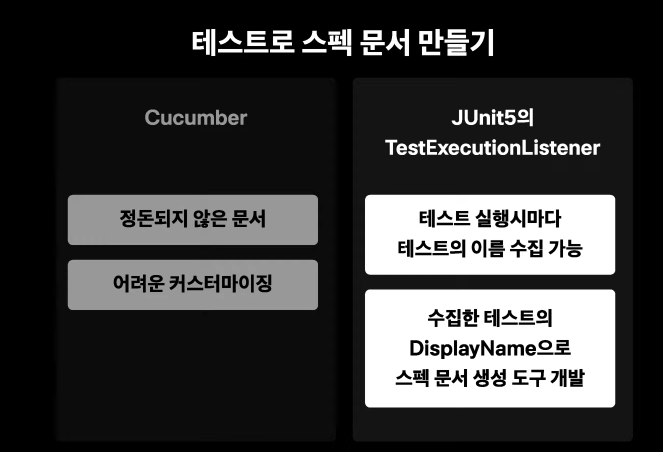 테스트로 스펙 문서 만들기
Cucumber
정돈되지 않은 문서
어려운 커스터마이징
JUnit5의
TestExecutionListener
테스트 실행시마다
테스트의 이름 수집 가능
수집한 테스트의
DisplayName으로
스펙 문서 생성 도구 개발